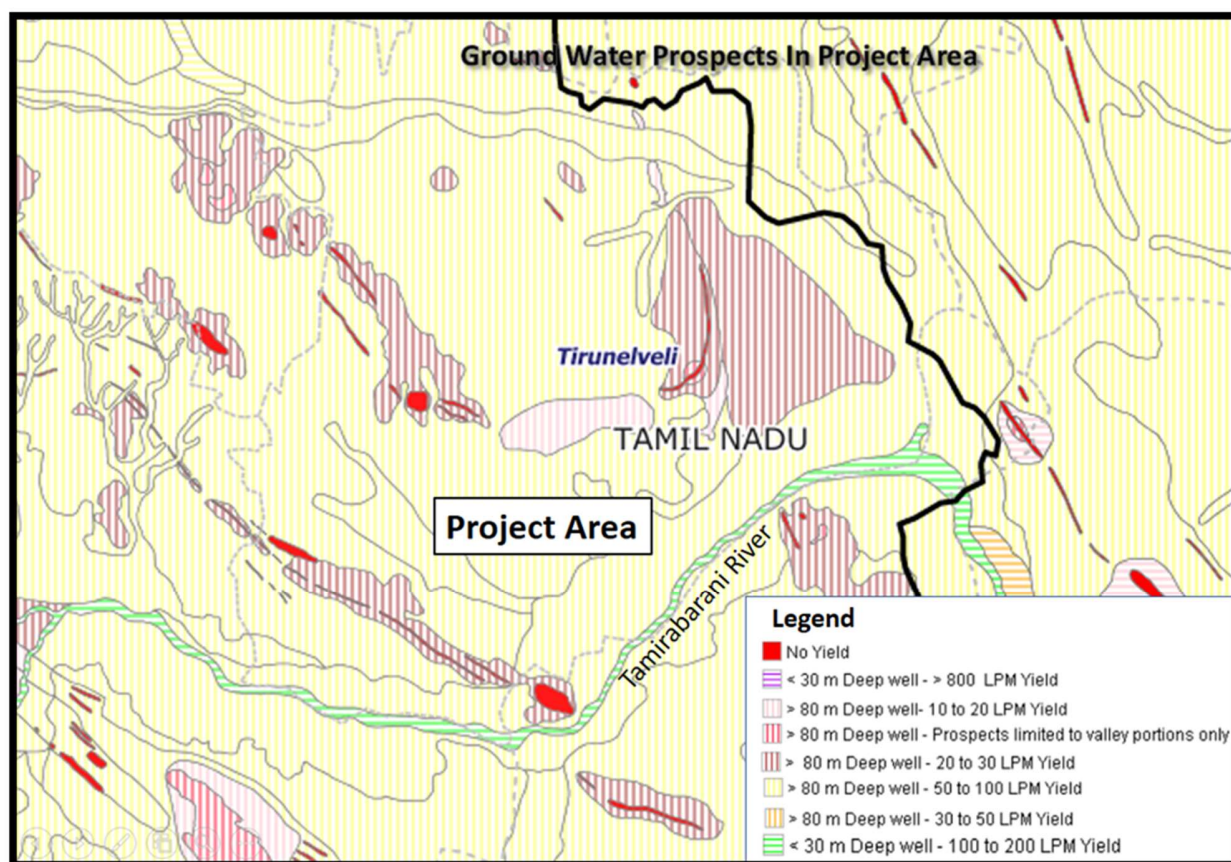 Ground Water Prospects In Project Area
Tirunelveli
TAMIL NADU
Project Area
Tamirabarani River
Legend
No Yield
< 30 m Deep well - > 800 LPM Yield
> 80 m Deep well- 10 to 20 LPM Yield
> 80 m Deep well - Prospects limited to valley portions only
> 80 m Deep well - 20 to 30 LPM Yield
> 80 m Deep well - 50 to 100 LPM Yield
> 80 m Deep well - 30 to 50 LPM Yield
< 30 m Deep well - 100 to 200 LPM Yield